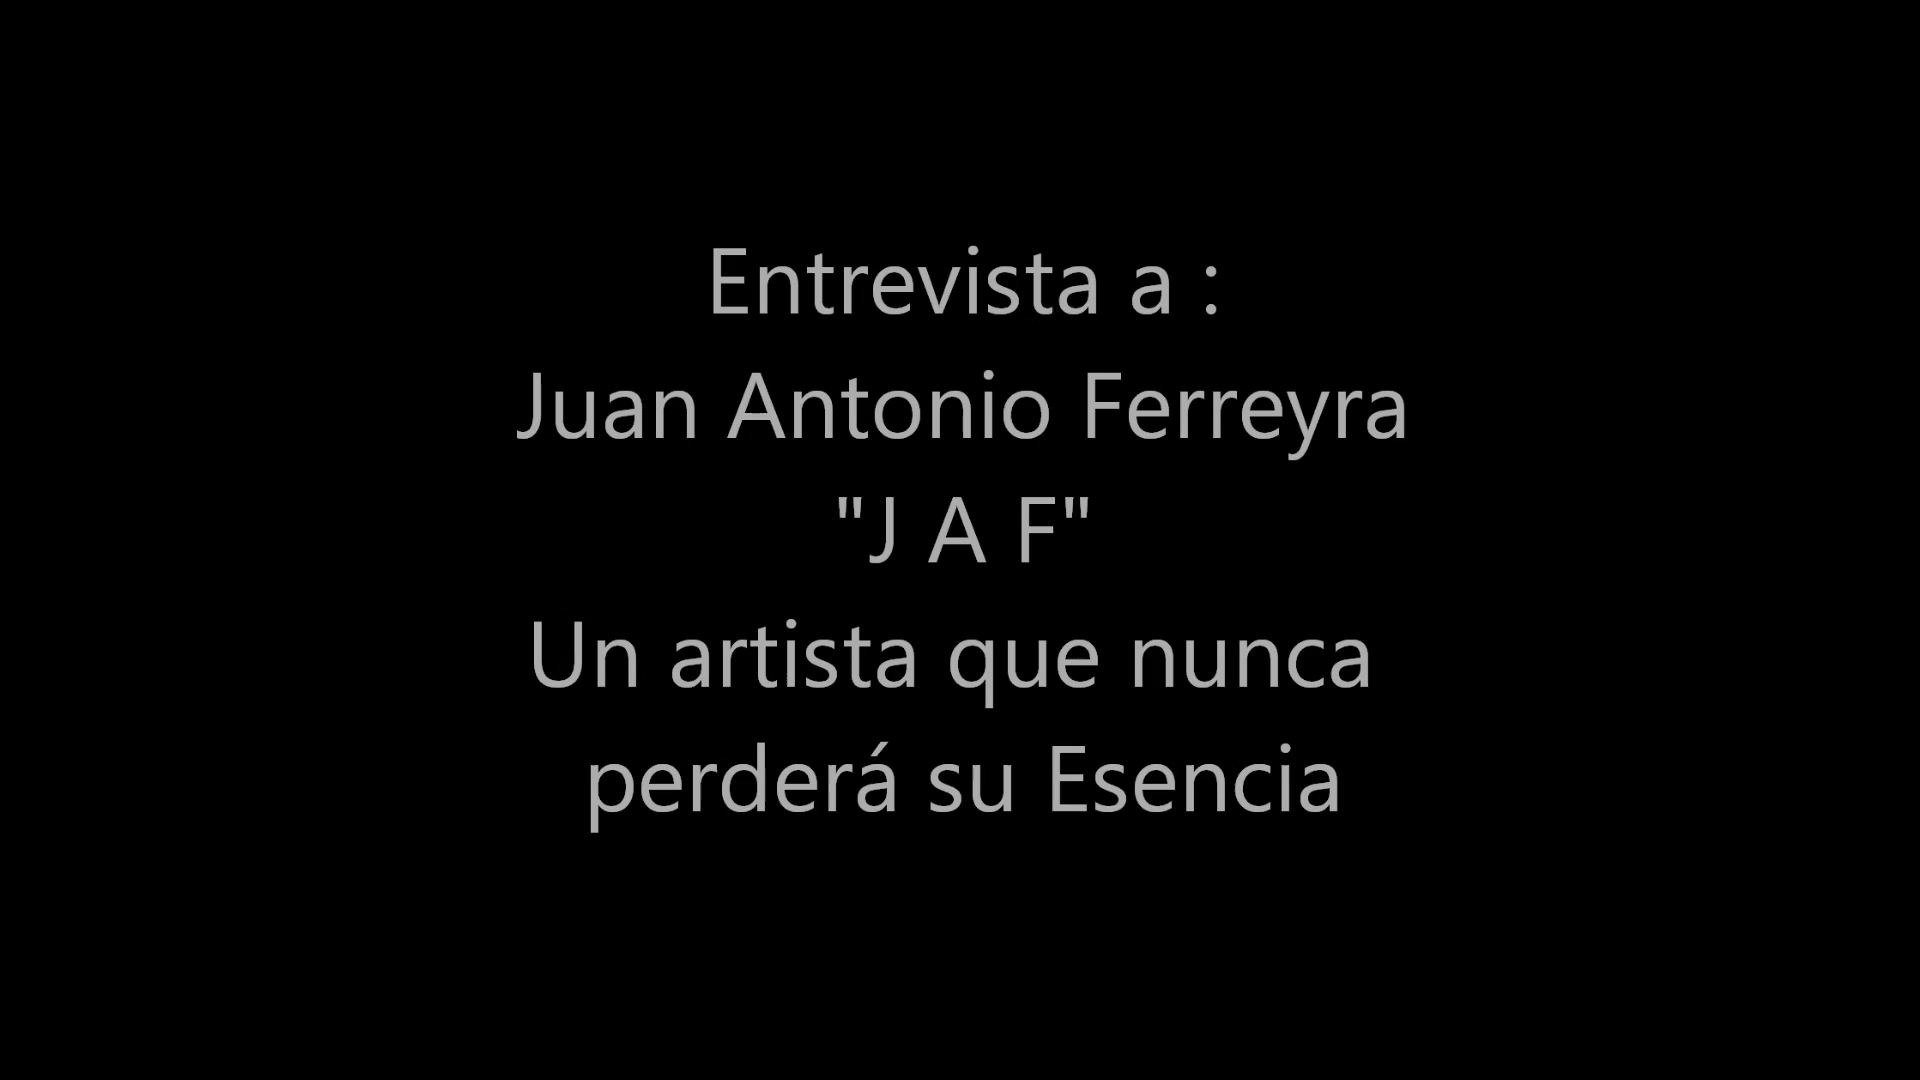 Entrevista a :
Juan Antonio Ferreyra
"J A F"
Un artista que nunca
perderá su Esencia